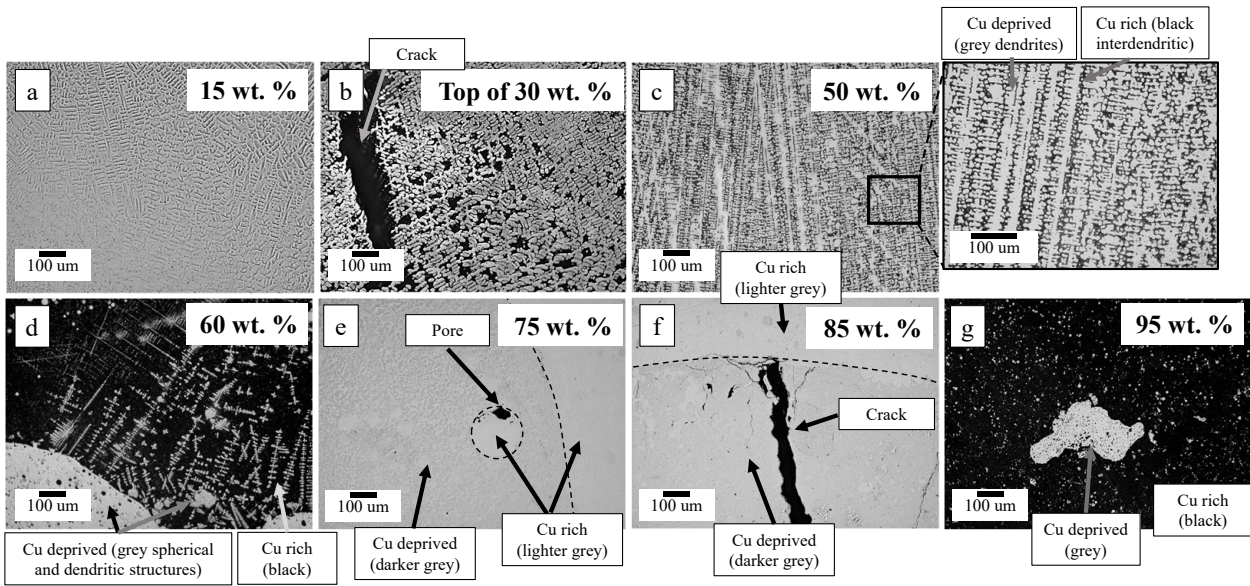 Crack
Cu deprived
(grey dendrites)
Cu rich (black
interdendritic)
a
15 wt. %
b
Top of 30 wt. %
c
50 wt. %
100 um
100 um
100 um
100 um
Cu rich
(lighter grey)
d
60 wt. %
e
Pore
75 wt. %
f
85 wt. %
g
95 wt. %
Crack
100 um
100 um
100 um
100 um
Cu deprived (grey spherical
and dendritic structures)
Cu rich
(black)
Cu deprived
(darker grey)
Cu rich
(lighter grey)
Cu deprived
(darker grey)
Cu deprived
(grey)
Cu rich
(black)